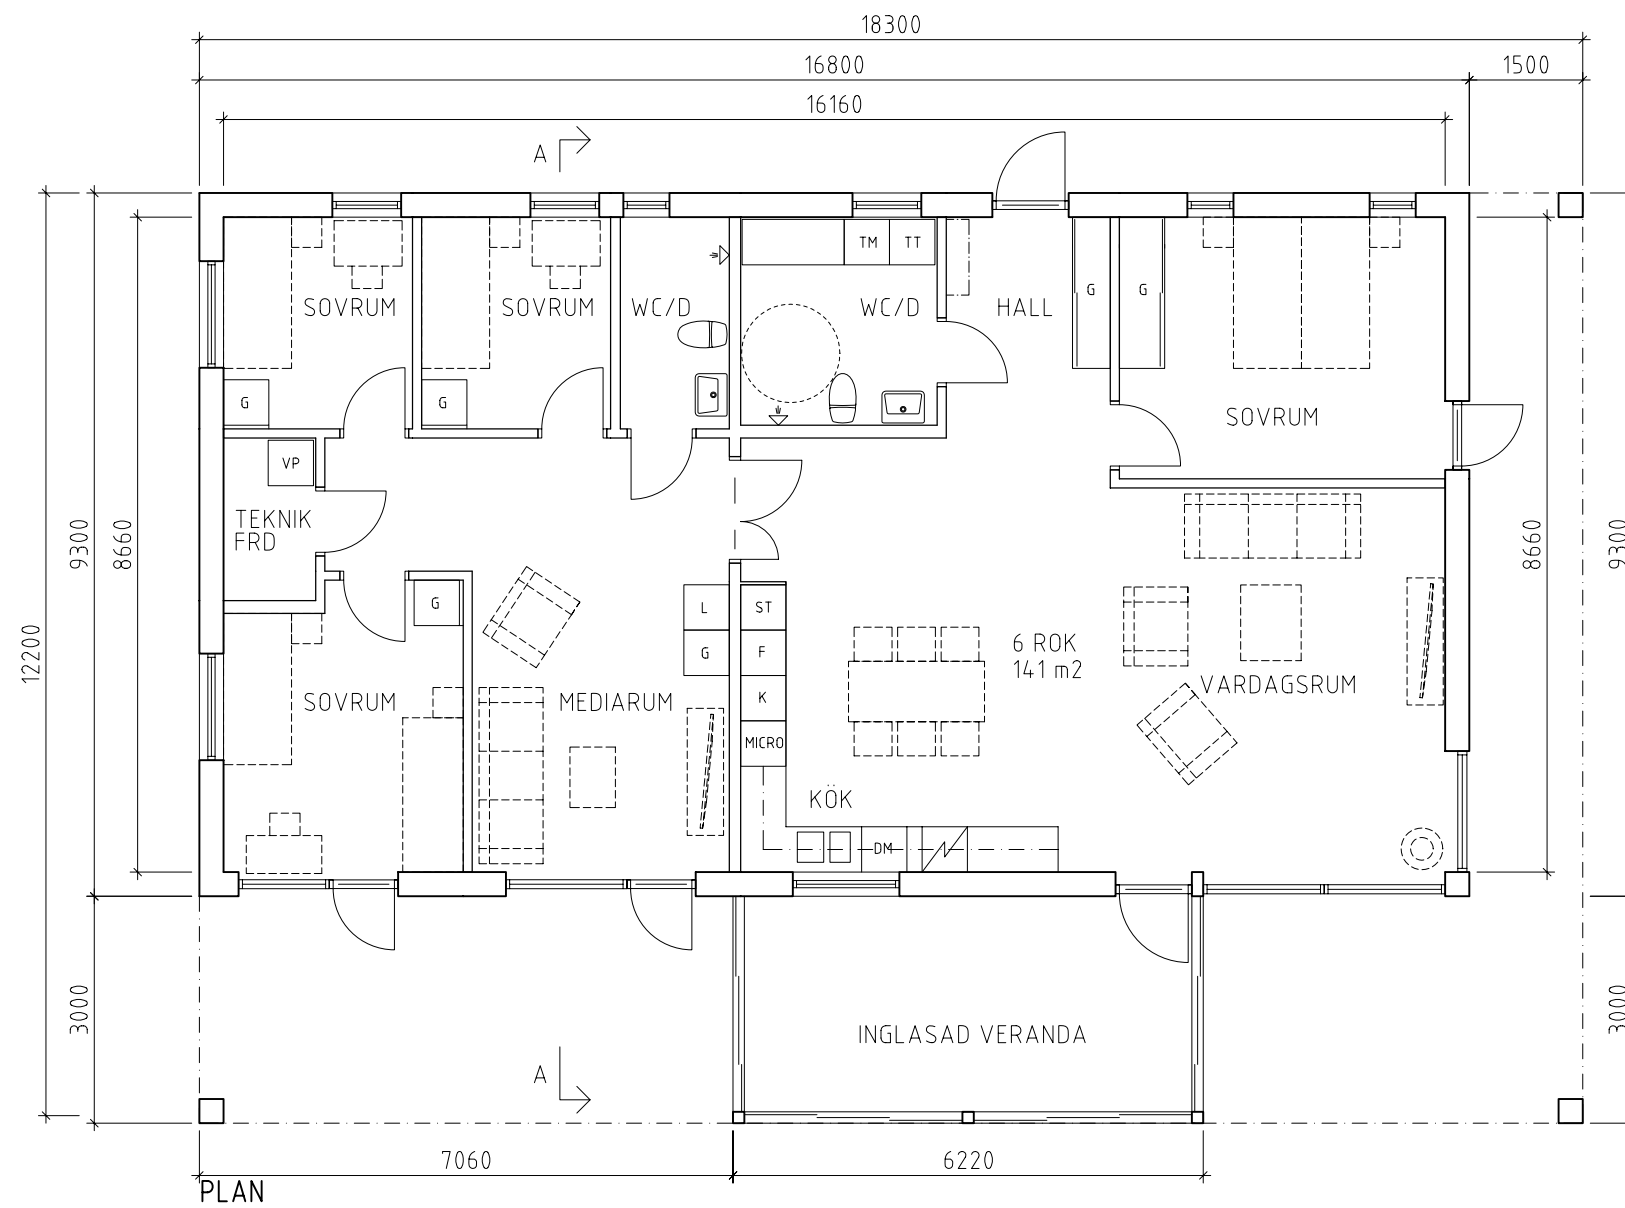 18300
16800
1500
16160
A
TM
TT
G
G
SOVRUM
SOVRUM
WC/D
WC/D
HALL
G
G
SOVRUM
VP
TEKNIK
FRD
9300
8660
8660
9300
12200
G
L
ST
G
F
K
MICRO
6 ROK
141 m2
SOVRUM
MEDIARUM
VARDAGSRUM
KÖK
DM
3000
3000
INGLASAD VERANDA
A
7060
6220
PLAN